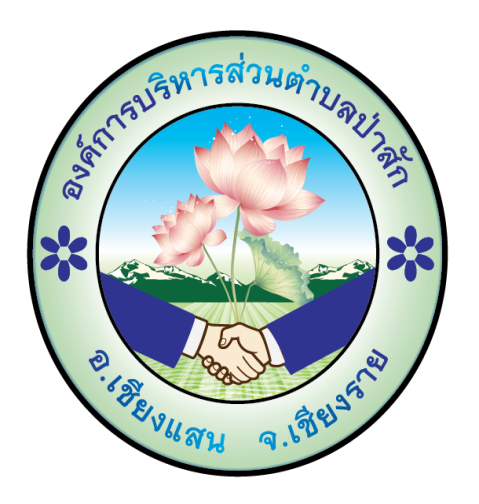 องค์การบริหารส่วนตำบลป่าสัก
อ.เชียงแสน จ.เชียงราย